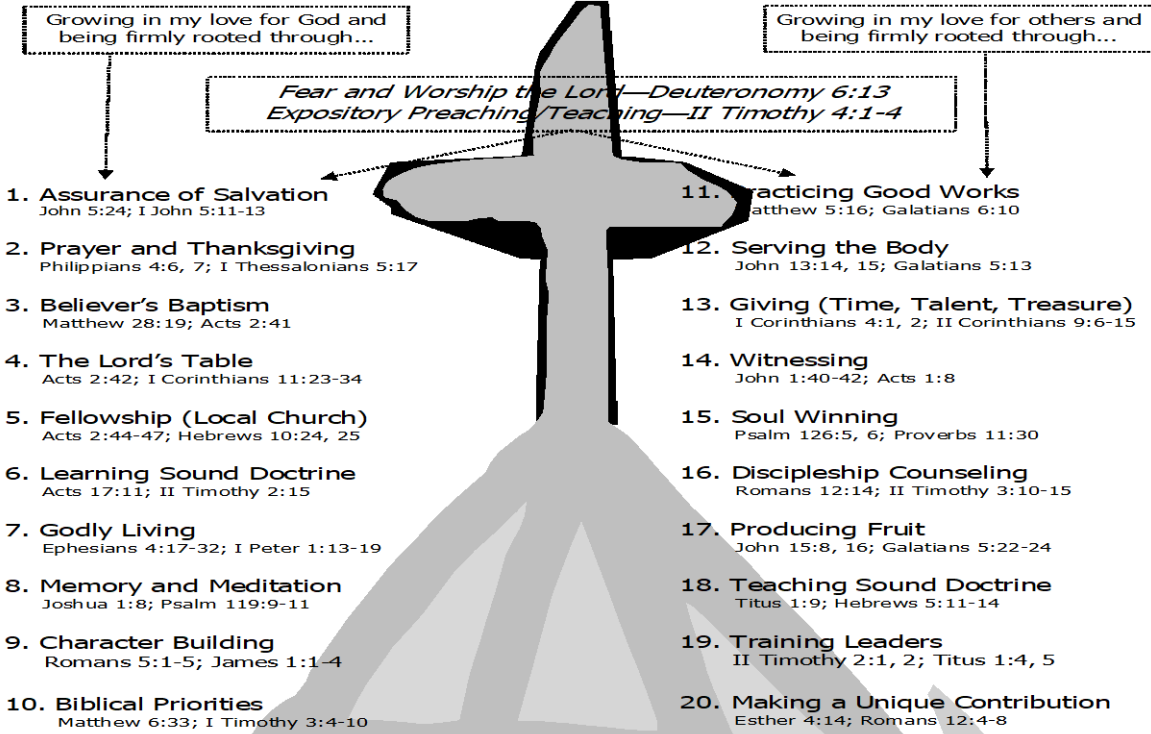 Growing in my love for God and
being firmly rooted through...
Growing in my love for others and
being firmly rooted through...
Fear and Worship the Lord—Deuteronomy 6:13
Expository Preaching/Teaching—II Timothy 4:1-4
1. Assurance of Salvation
John 5:24; I John 5:11-13
2. Prayer and Thanksgiving
Philippians 4:6, 7; I Thessalonians 5:17
3. Believer's Baptism
Matthew 28:19; Acts 2:41
4. The Lord's Table
Acts 2:42; I Corinthians 11:23-34
5. Fellowship (Local Church)
Acts 2:44-47; Hebrews 10:24, 25
6. Learning Sound Doctrine
Acts 17:11; II Timothy 2:15
7. Godly Living
Ephesians 4:17-32; I Peter 1:13-19
8. Memory and Meditation
Joshua 1:8; Psalm 119:9-11
9. Character Building
Romans 5:1-5; James 1:1-4
10. Biblical Priorities
Matthew 6:33; I Timothy 3:4-10
11. Practicing Good Works
Matthew 5:16; Galatians 6:10
12. Serving the Body
John 13:14, 15; Galatians 5:13
13. Giving (Time, Talent, Treasure)
I Corinthians 4:1, 2; II Corinthians 9:6-15
14. Witnessing
John 1:40-42; Acts 1:8
15. Soul Winning
Psalm 126:5, 6; Proverbs 11:30
16. Discipleship Counseling
Romans 12:14; II Timothy 3:10-15
17. Producing Fruit
John 15:8, 16; Galatians 5:22-24
18. Teaching Sound Doctrine
Titus 1:9; Hebrews 5:11-14
19. Training Leaders
II Timothy 2:1, 2; Titus 1:4, 5
20. Making a Unique Contribution
Esther 4:14; Romans 12:4-8